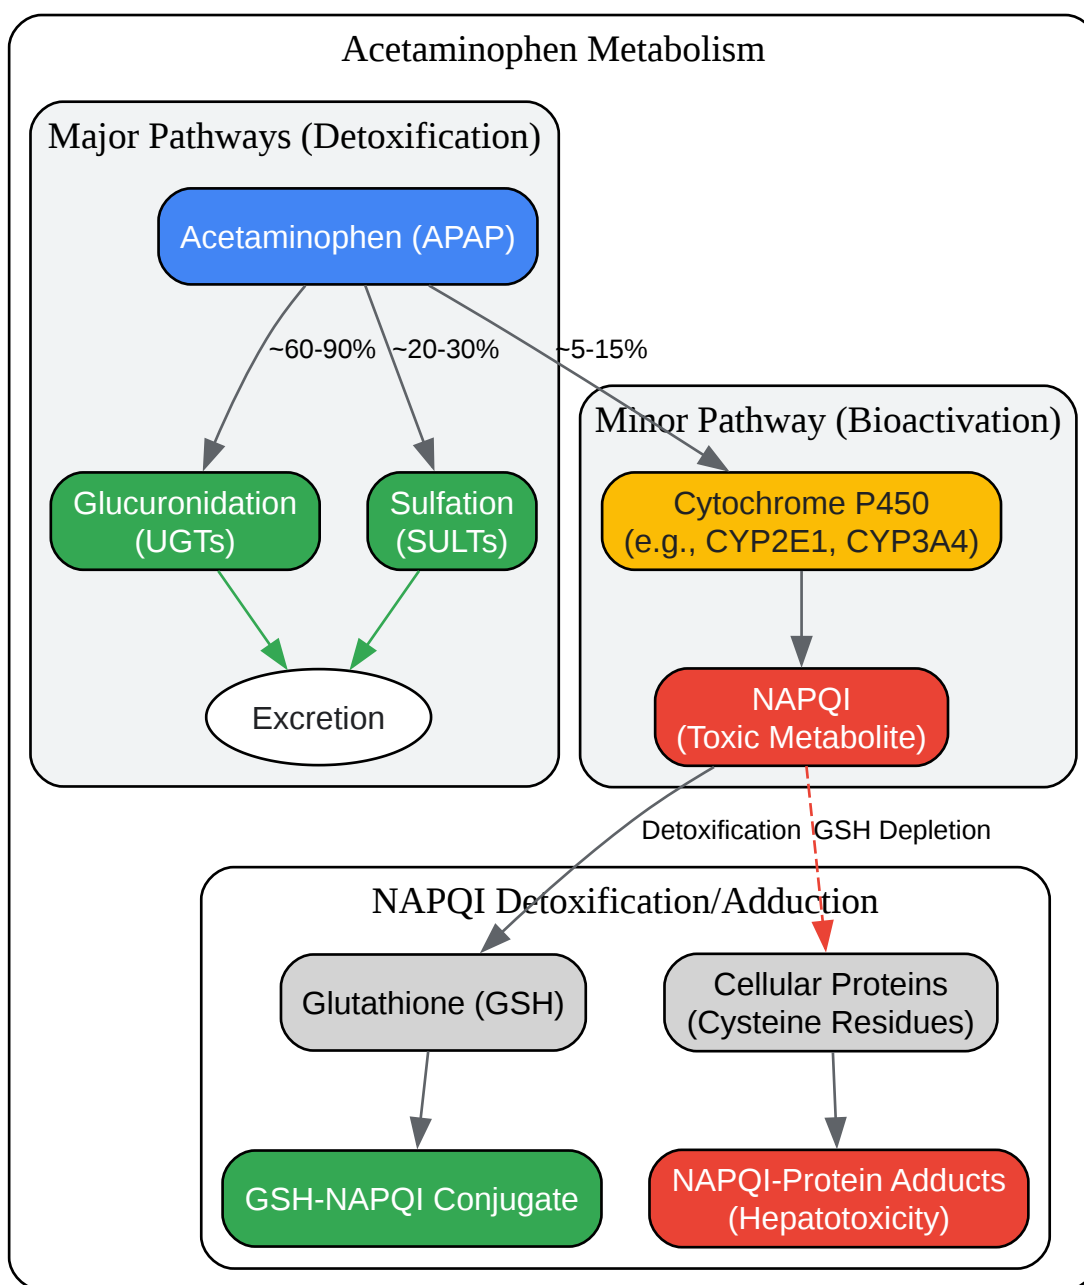 Acetaminophen Metabolism
Major Pathways (Detoxification)
Acetaminophen (APAP)
~60-90%
~20-30%
~5-15%
Minor Pathway (Bioactivation)
Glucuronidation
(UGTs)
Sulfation
(SULTs)
Cytochrome P450
(e.g., CYP2E1, CYP3A4)
Excretion
NAPQI
(Toxic Metabolite)
Detoxification
GSH Depletion
NAPQI Detoxification/Adduction
Glutathione (GSH)
Cellular Proteins
(Cysteine Residues)
GSH-NAPQI Conjugate
NAPQI-Protein Adducts
(Hepatotoxicity)